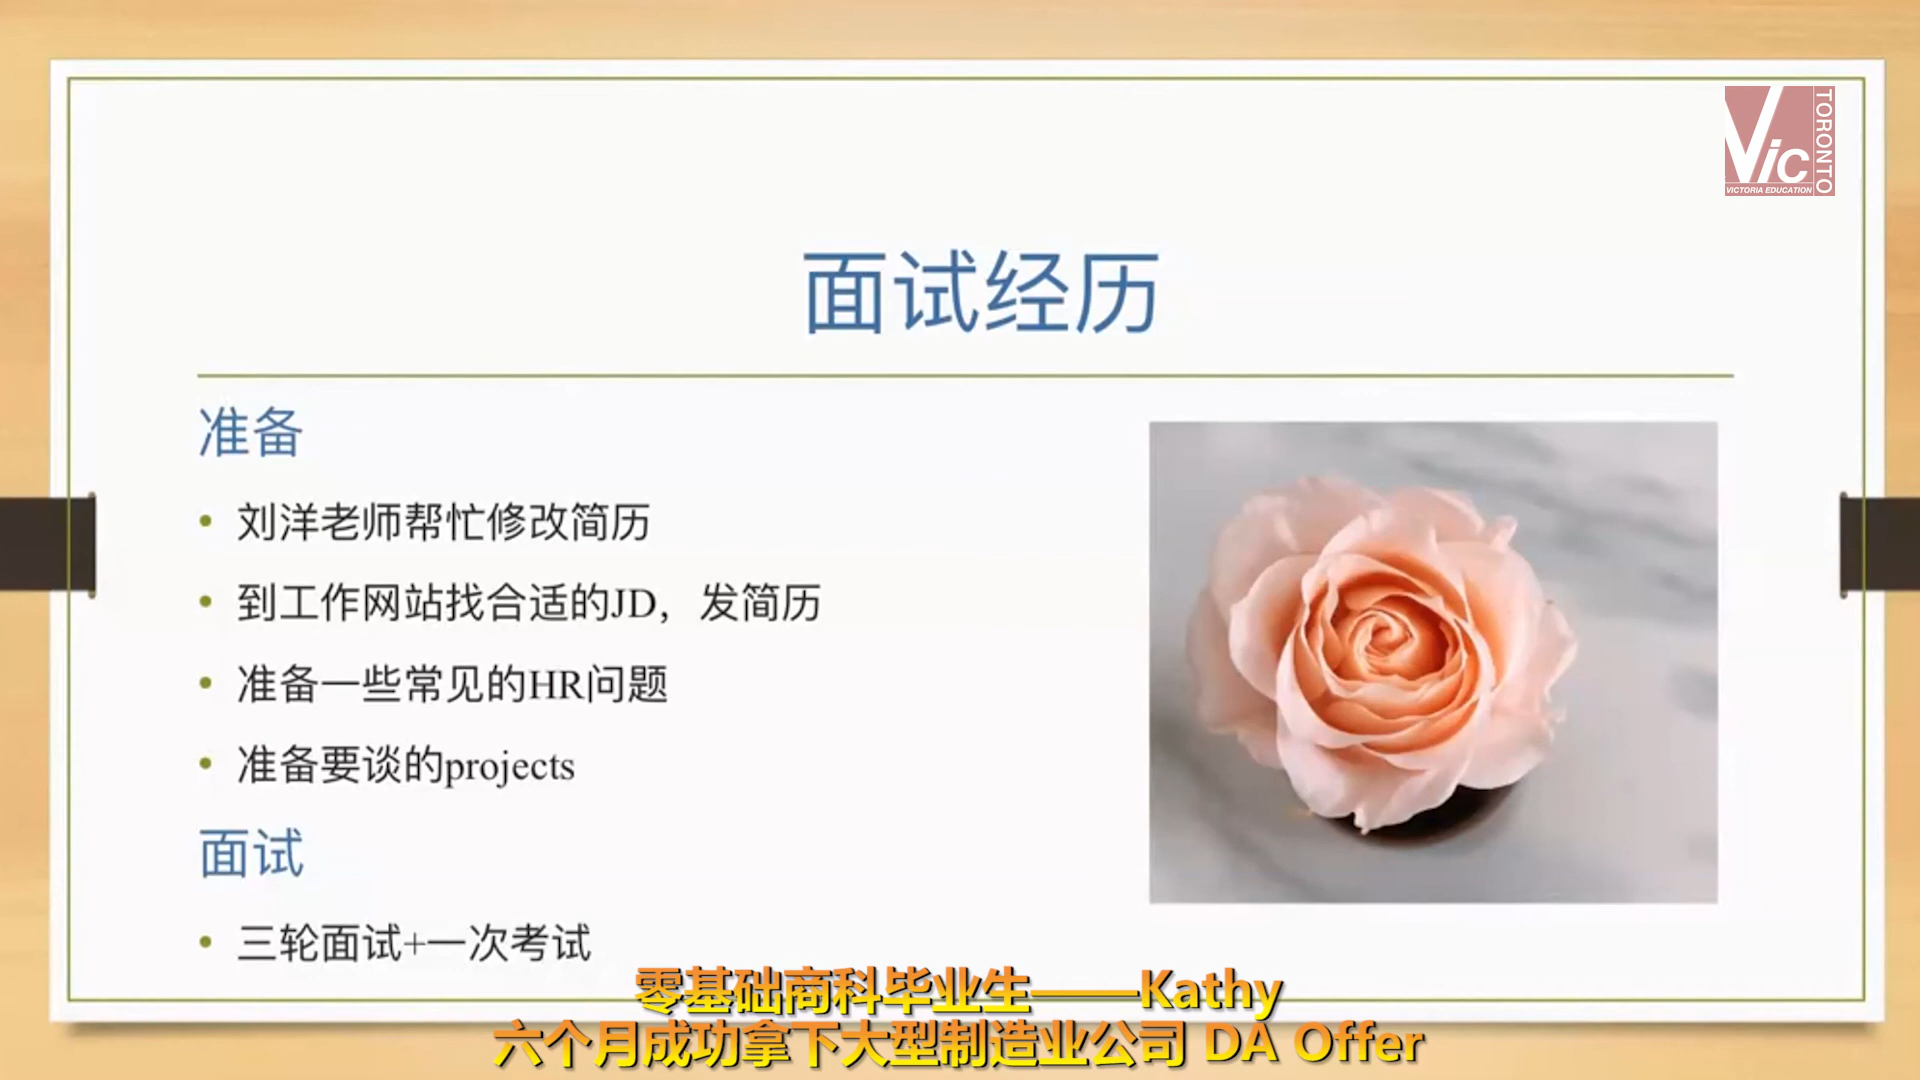 Vic
TORONTO
VICTORIA EDUCATION
面试经历
准备
• 刘洋老师帮忙修改简历
• 到工作网站找合适的JD，发简历
• 准备一些常见的HR问题
• 准备要谈的projects
面试
• 三轮面试+一次考试
零基础商科毕业生——Kathy
六个月成功拿下大型制造业公司 DA Offer